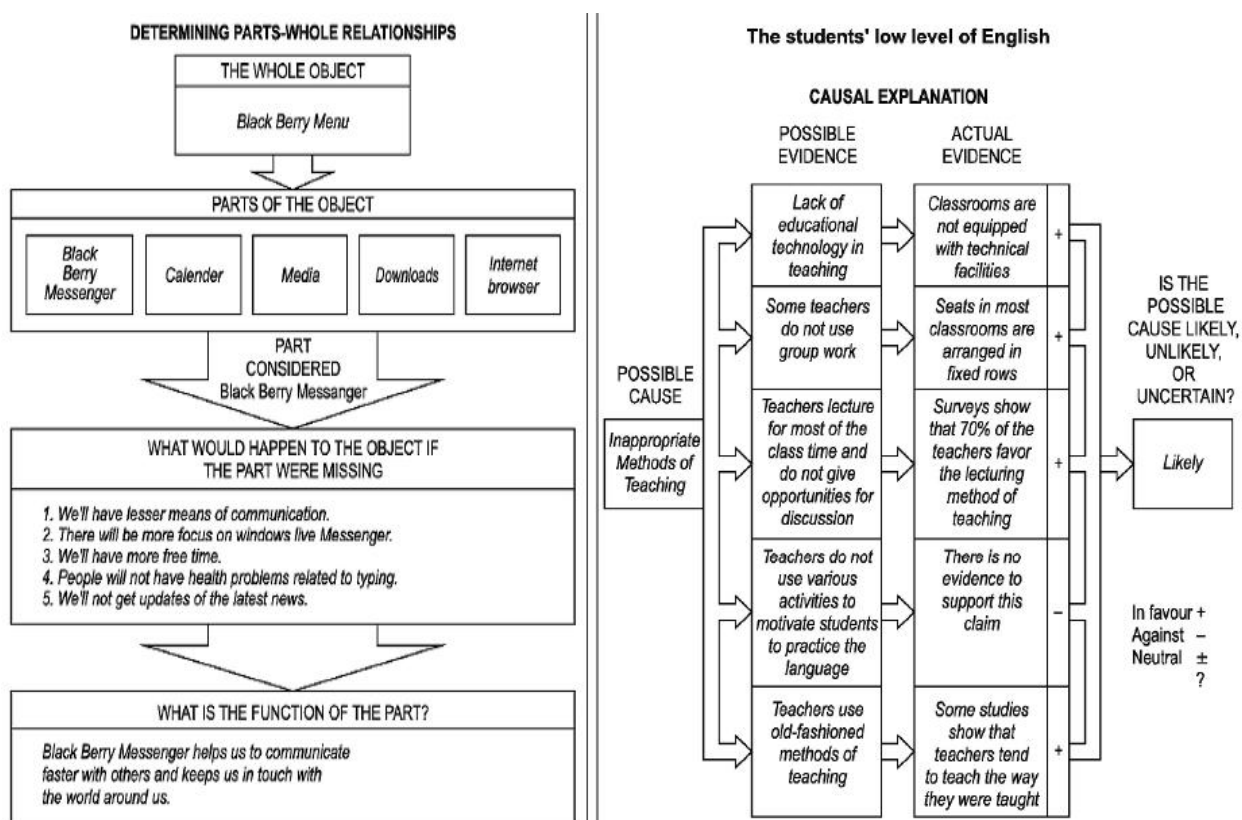 DETERMINING PARTS-WHOLE RELATIONSHIPS
THE WHOLE OBJECT
Black Berry Menu
PARTS OF THE OBJECT
Black
Berry
Messenger
Calender
Media
Downloads
Internet
browser
PART
CONSIDERED
Black Berry Messanger
WHAT WOULD HAPPEN TO THE OBJECT IF
THE PART WERE MISSING
1. We'll have lesser means of communication.
2. There will be more focus on windows live Messenger.
3. We'll have more free time.
4. People will not have health problems related to typing.
5. We'll not get updates of the latest news.
WHAT IS THE FUNCTION OF THE PART?
Black Berry Messenger helps us to communicate
faster with others and keeps us in touch with
the world around us.
The students' low level of English
CAUSAL EXPLANATION
POSSIBLE
CAUSE
Inappropriate
Methods of
Teaching
POSSIBLE
EVIDENCE
ACTUAL
EVIDENCE
Lack of
educational
technology in
teaching
Classrooms are
not equipped
with technical
facilities
+
Some teachers
do not use
group work
Seats in most
classrooms are
arranged in
fixed rows
+
Teachers lecture
for most of the
class time and
do not give
opportunities for
discussion
Surveys show
that 70% of the
teachers favor
the lecturing
method of
teaching
+
Teachers do not
use various
activities to
motivate students
to practice the
language
There is no
evidence to
support this
claim
–
Teachers use
old-fashioned
methods of
teaching
Some studies
show that
teachers tend
to teach the way
they were taught
+
IS THE
POSSIBLE
CAUSE LIKELY,
UNLIKELY,
OR
UNCERTAIN?
Likely
In favour +
Against –
Neutral ±
?